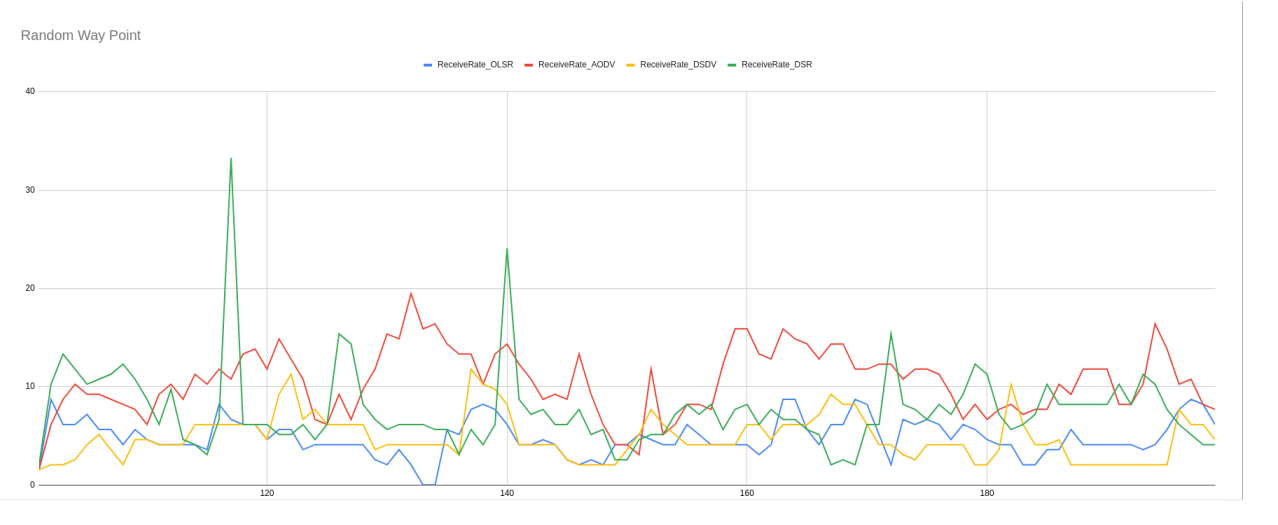 Random Way Point
ReceiveRate_OLSR ReceiveRate_AODV ReceiveRate_DSDV ReceiveRate_DSR
40
30
20
10
0
120 140 160 180